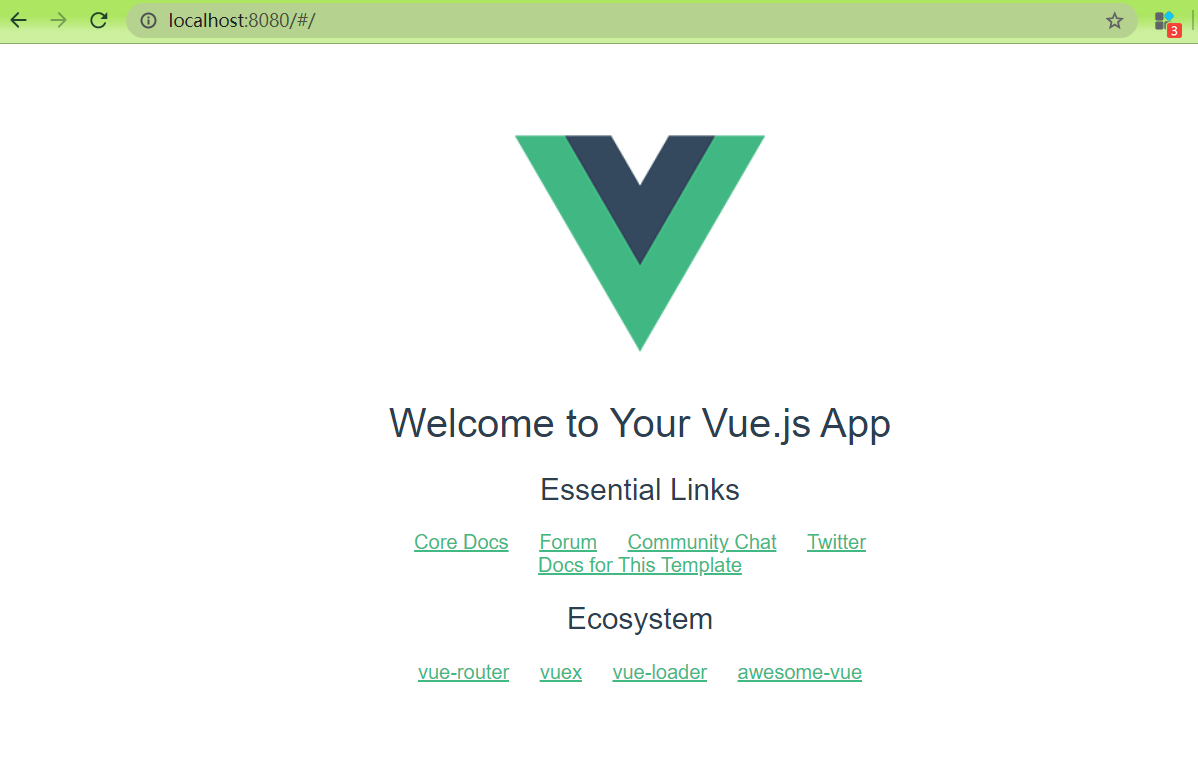 localhost:8080/#/
3
Welcome to Your Vue.js App
Essential Links
Core Docs Forum Community Chat Twitter
Docs for This Template
Ecosystem
vue-router vuex vue-loader awesome-vue